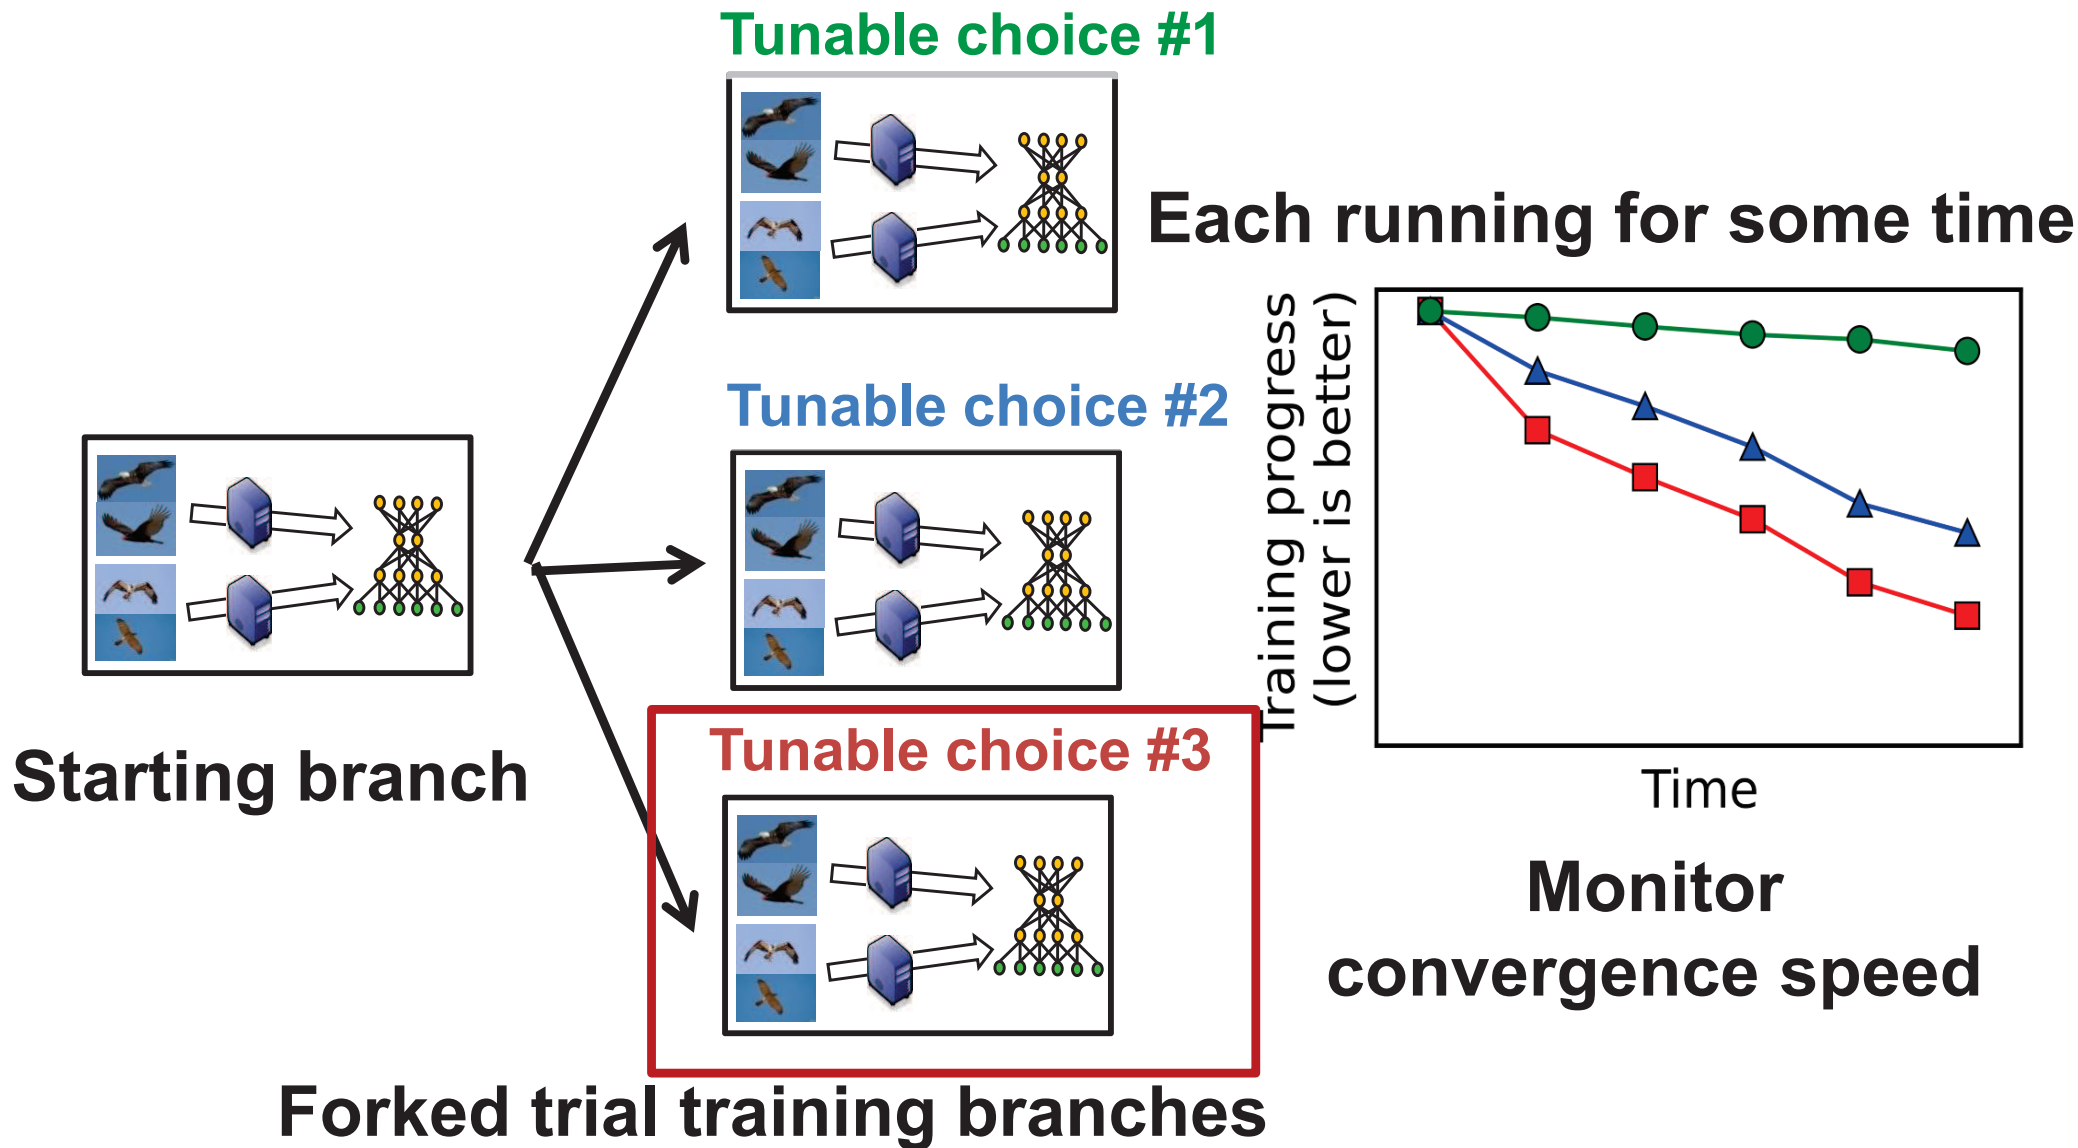 Tunable choice #1
Each running for some time
Tunable choice #2
Training progress
(lower is better)
Tunable choice #3
Starting branch
Time
Monitor
convergence speed
Forked trial training branches